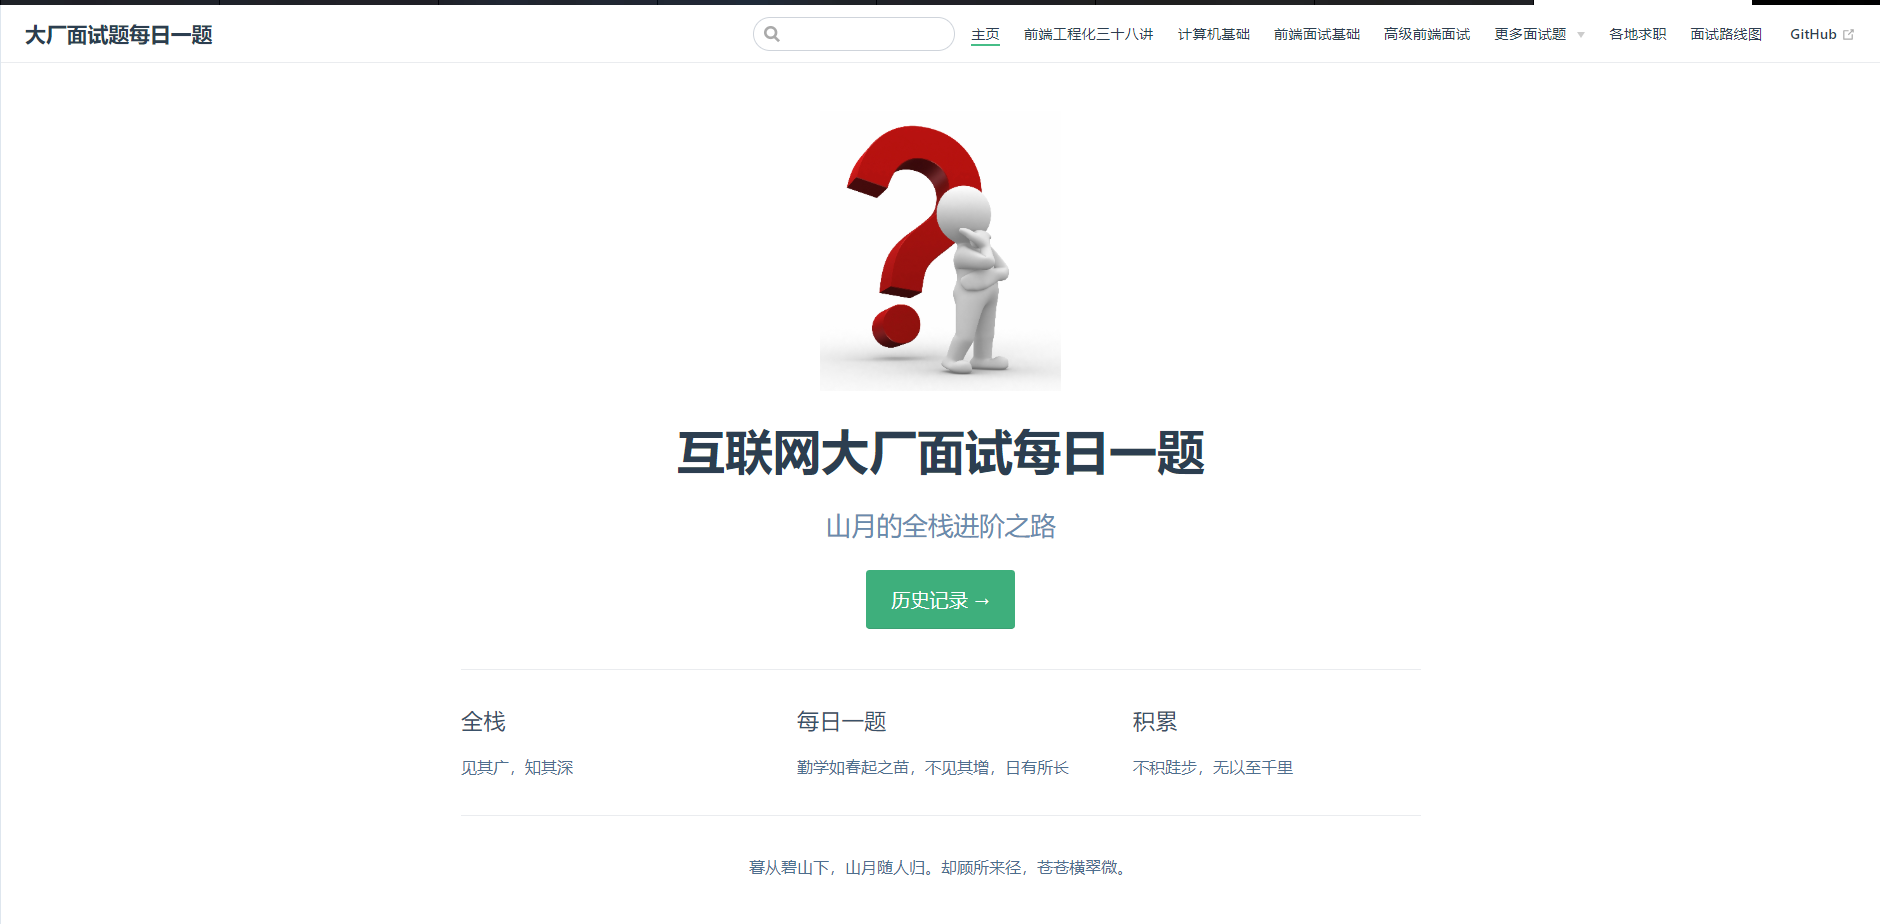 大厂面试题每日一题
主页 前端工程化三十八讲 计算机基础 前端面试基础 高级前端面试 更多面试题 各地求职 面试路线图 GitHub
互联网大厂面试每日一题
山月的全栈进阶之路
历史记录 →
全栈 每日一题 积累
见其广，知其深 勤学如春起之苗，不见其增，日有所长 不积跬步，无以至千里
暮从碧山下，山月随人归。却顾所来径，苍苍横翠微。